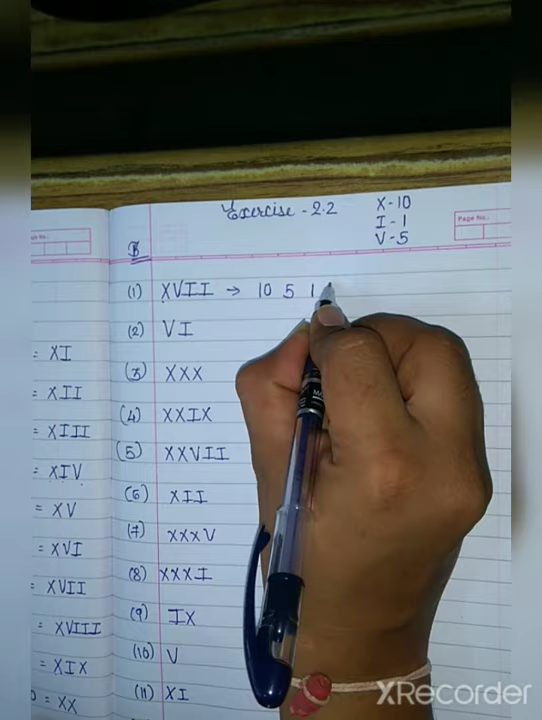 Exercise - 2.2
X - 10
I - 1
V - 5
Page No.:
B
(1) XVII → 10 5 1
(2) VI
(3) XXX
(4) XXIX
(5) XXVII
(6) XII
(7) XXXV
(8) XXXI
(9) IX
(10) V
(11) XI
= XI
= XII
= XIII
= XIV
= XV
= XVI
= XVII
= XVIII
= XIX
= XX
XRecorder